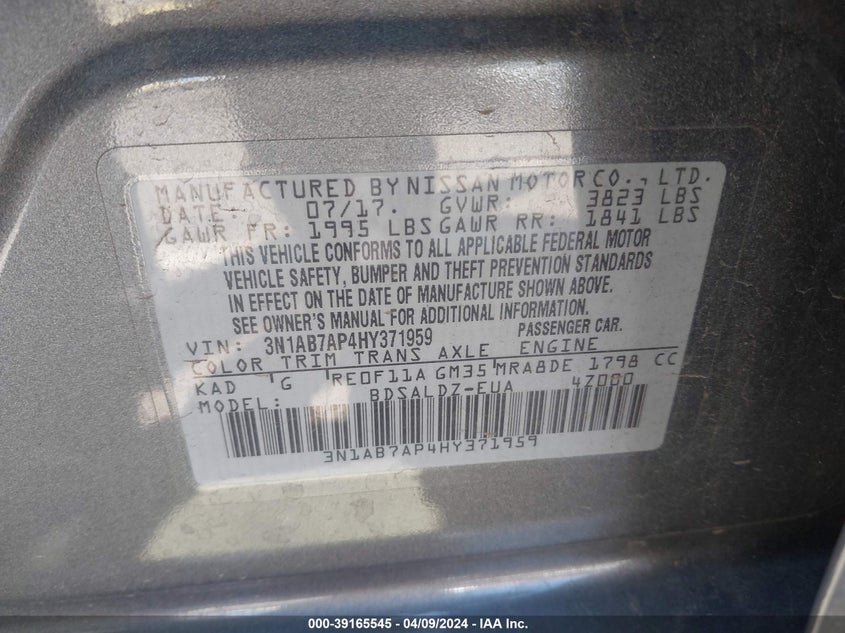 MANUFACTURED BY NISSAN MOTOR CO., LTD.
DATE: 07/17. GVWR: 3823 LBS
GAWR FR: 1995 LBS GAWR RR: 1841 LBS
THIS VEHICLE CONFORMS TO ALL APPLICABLE FEDERAL MOTOR
VEHICLE SAFETY, BUMPER AND THEFT PREVENTION STANDARDS
IN EFFECT ON THE DATE OF MANUFACTURE SHOWN ABOVE.
SEE OWNER'S MANUAL FOR ADDITIONAL INFORMATION.
VIN: 3N1AB7AP4HY371959 PASSENGER CAR.
COLOR TRIM TRANS AXLE ENGINE
KAD G RE0F11A GM35 MRA8DE 1798 CC
MODEL: BDSALDZ-EUA 47000
3N1AB7AP4HY371959
000-39165545 - 04/09/2024 - IAA Inc.